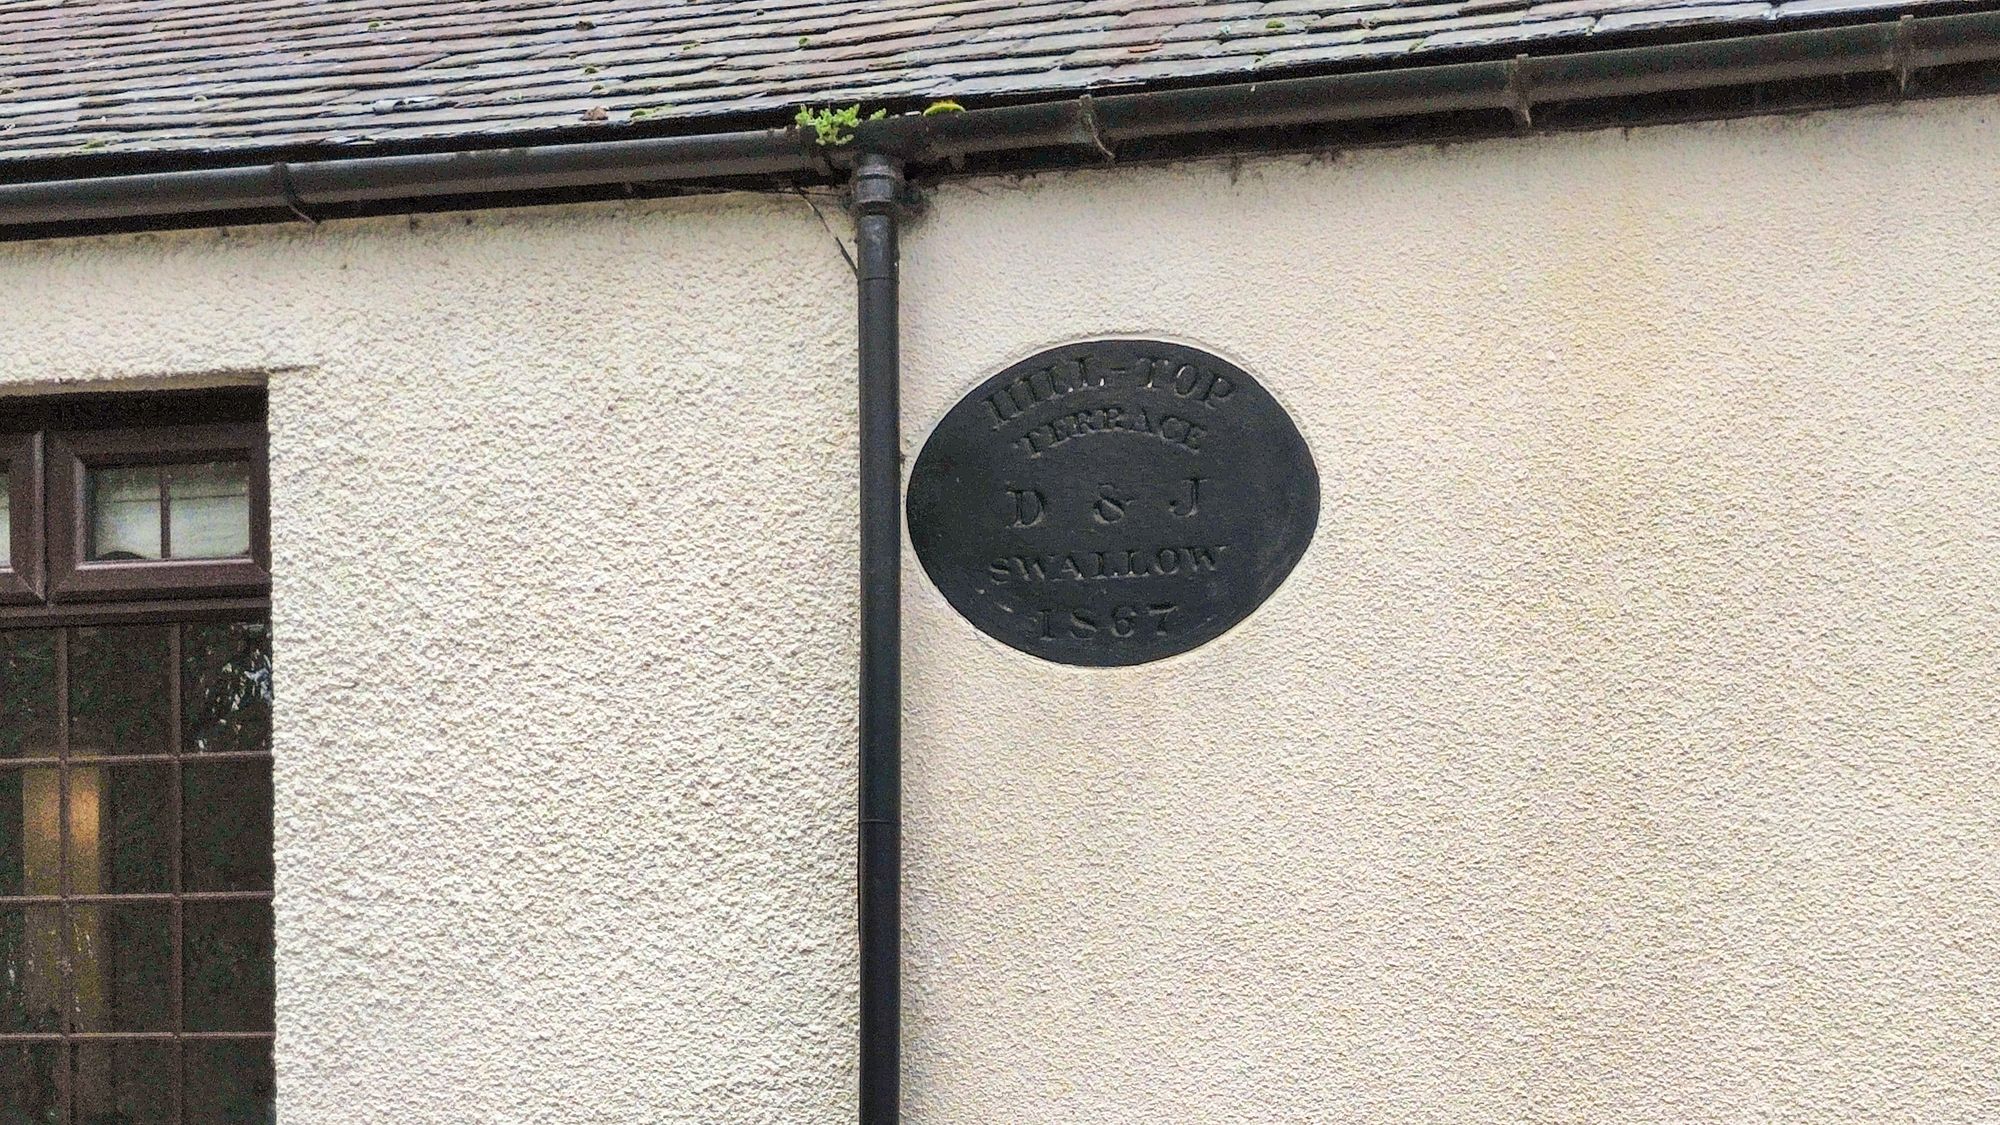 HILL-TOP
TERRACE
D & J
SWALLOW
1867